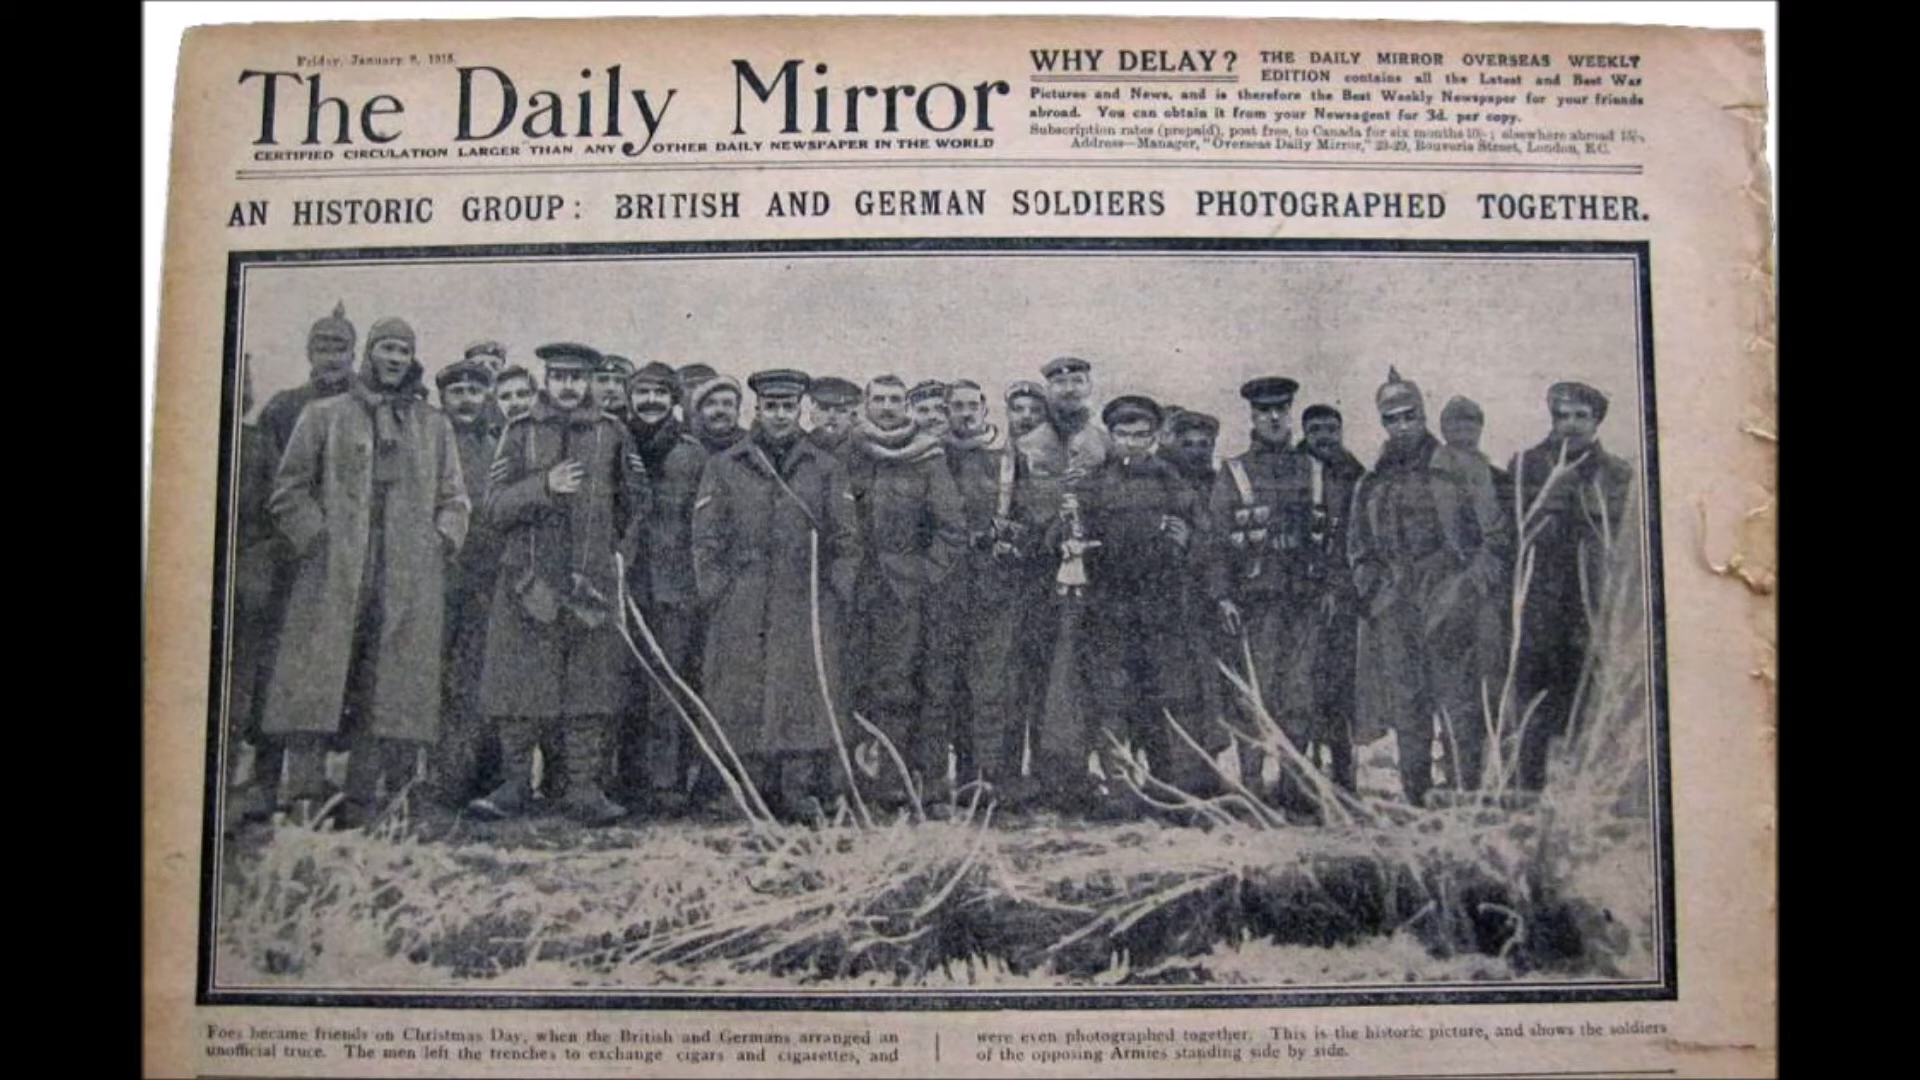 Friday, January 8, 1915.
The Daily Mirror
CERTIFIED CIRCULATION LARGER THAN ANY OTHER DAILY NEWSPAPER IN THE WORLD
WHY DELAY? THE DAILY MIRROR OVERSEAS WEEKLY
EDITION contains all the Latest and Best War
Pictures and News, and is therefore the Best Weekly Newspaper for your friends
abroad. You can obtain it from your Newsagent for 3d. per copy.
Subscription rates (prepaid), post free, to Canada for six months 10/-; elsewhere abroad 15/-.
Address—Manager, "Overseas Daily Mirror," 23-29, Bouverie Street, London, E.C.
AN HISTORIC GROUP: BRITISH AND GERMAN SOLDIERS PHOTOGRAPHED TOGETHER.
Foes became friends on Christmas Day, when the British and Germans arranged an
unofficial truce. The men left the trenches to exchange cigars and cigarettes, and
were even photographed together. This is the historic picture, and shows the soldiers
of the opposing Armies standing side by side.